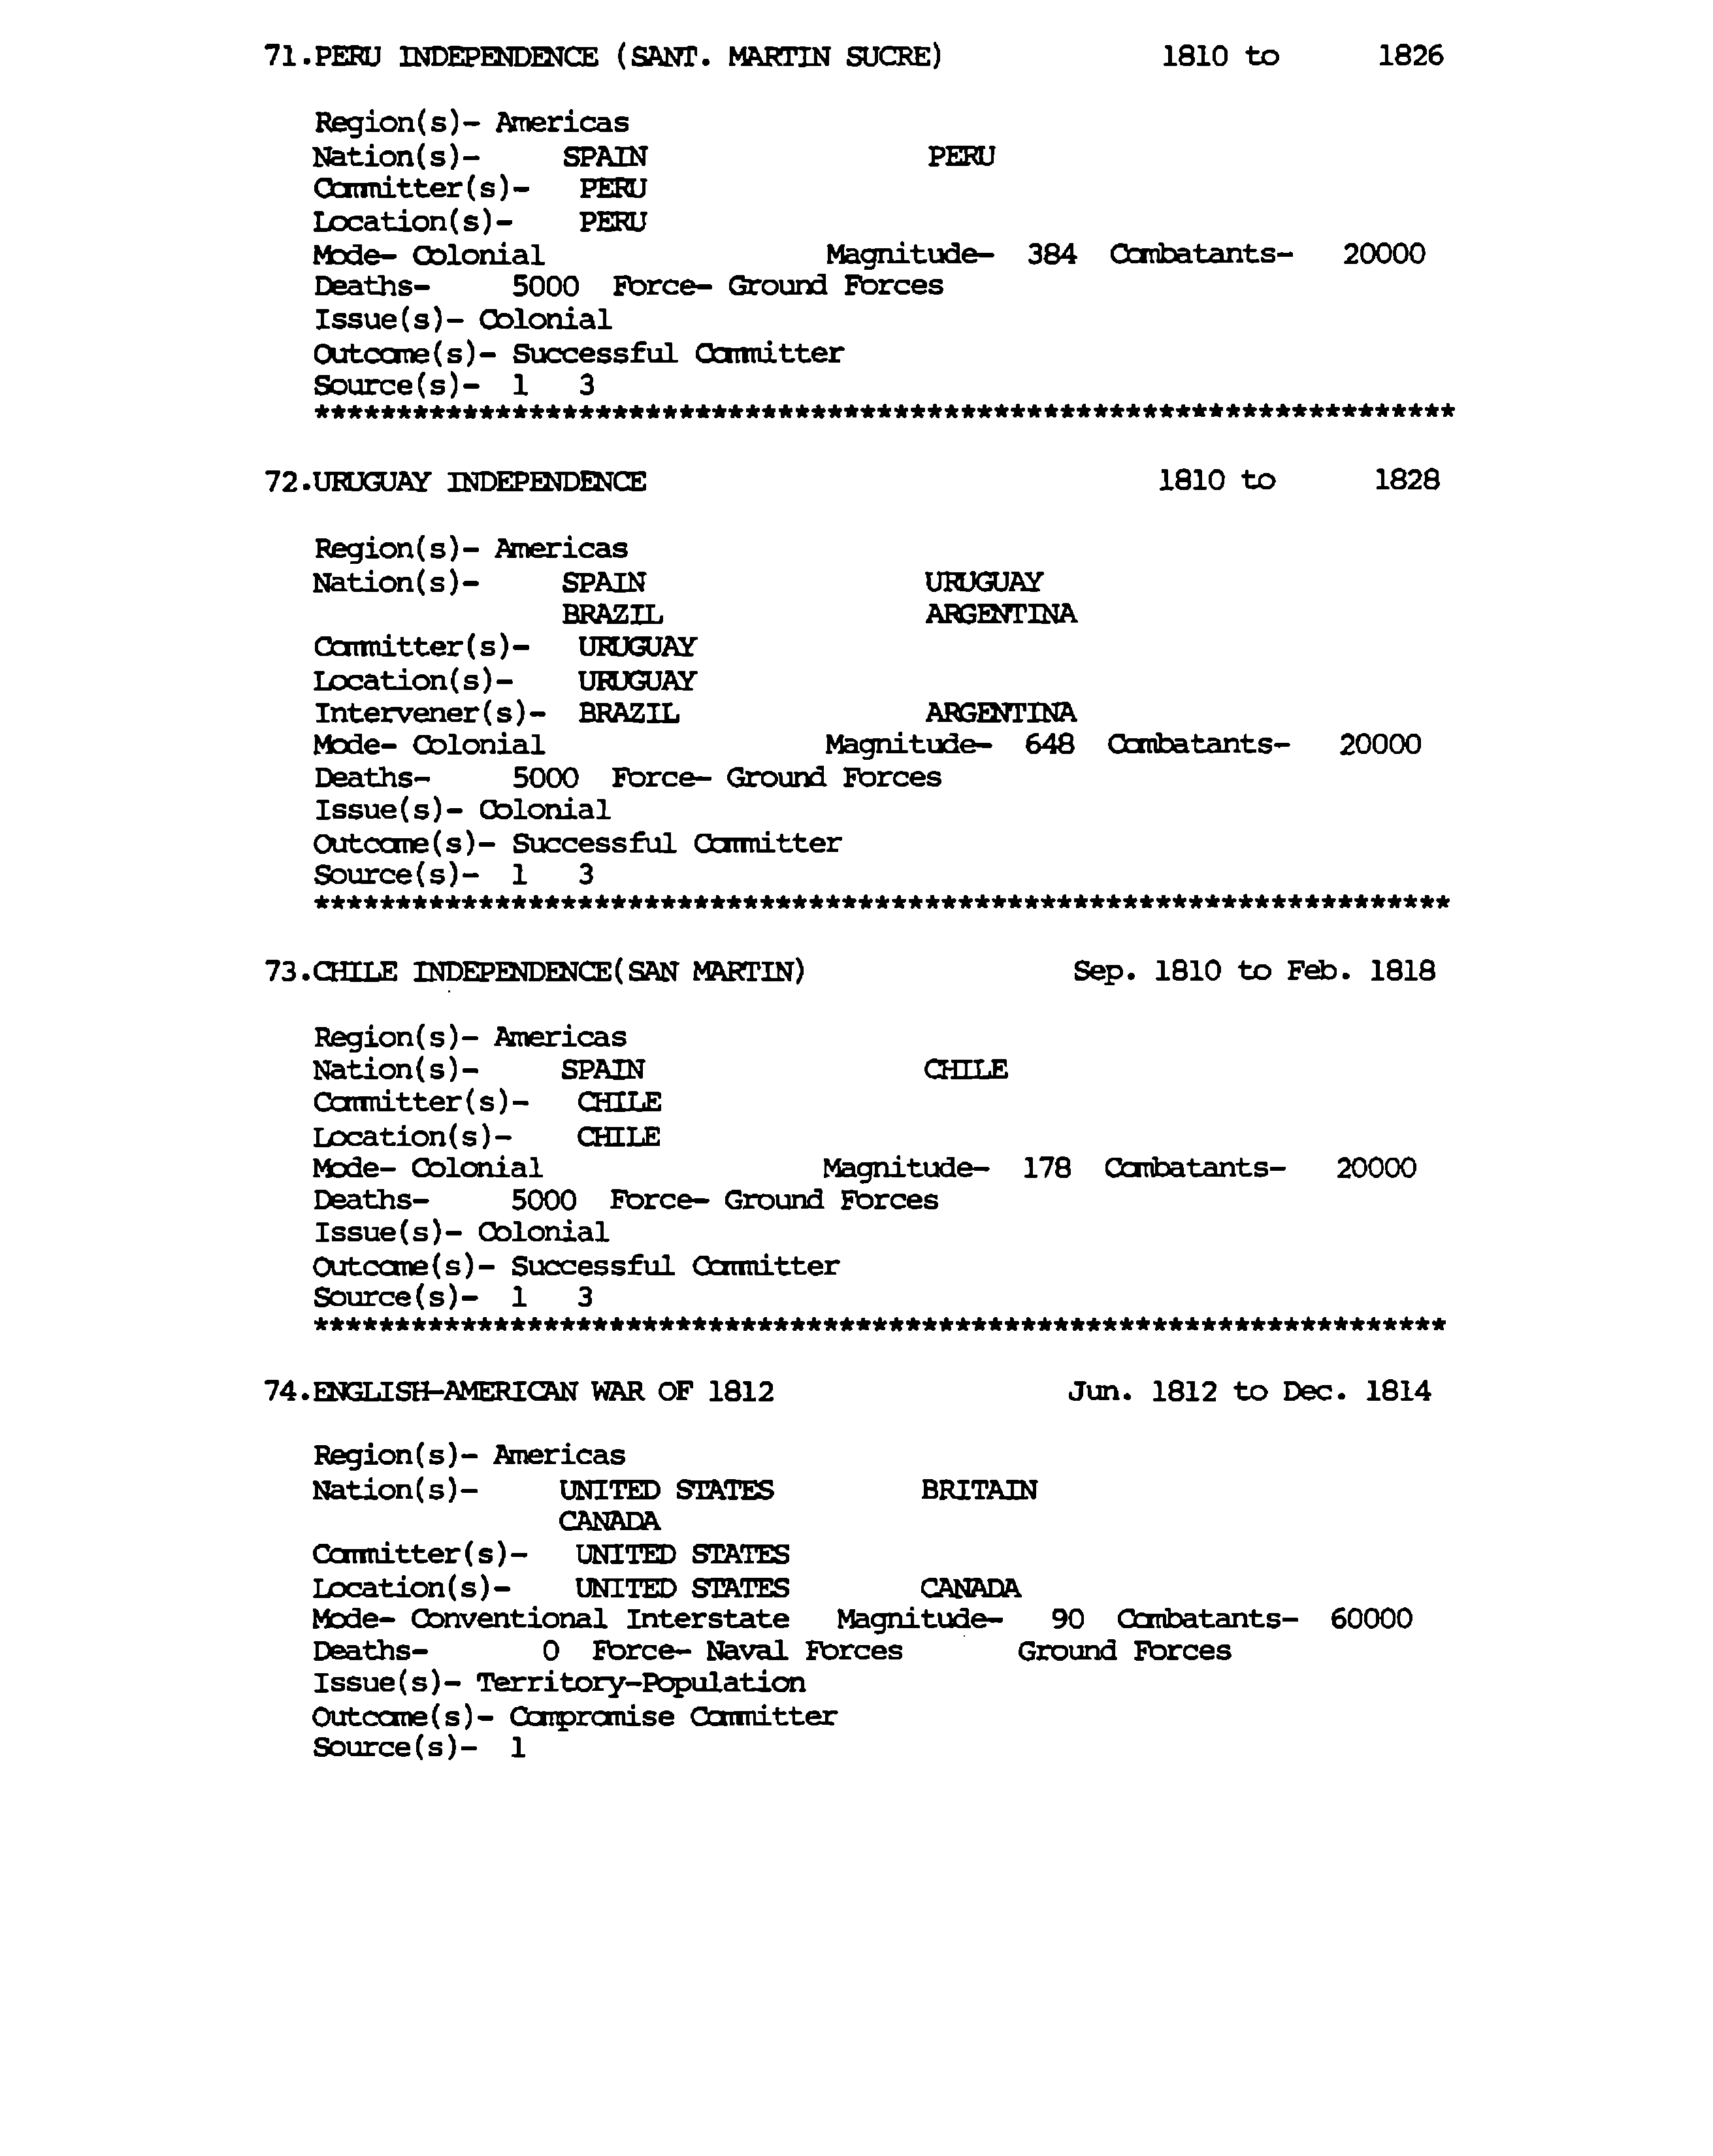 71.PERU INDEPENDENCE (SANT. MARTIN SUCRE) 1810 to 1826
Region(s)- Americas
Nation(s)- SPAIN PERU
Committer(s)- PERU
Location(s)- PERU
Mode- Colonial Magnitude- 384 Combatants- 20000
Deaths- 5000 Force- Ground Forces
Issue(s)- Colonial
Outcome(s)- Successful Committer
Source(s)- 1 3
*********************************************************************
72.URUGUAY INDEPENDENCE 1810 to 1828
Region(s)- Americas
Nation(s)- SPAIN URUGUAY
BRAZIL ARGENTINA
Committer(s)- URUGUAY
Location(s)- URUGUAY
Intervener(s)- BRAZIL ARGENTINA
Mode- Colonial Magnitude- 648 Combatants- 20000
Deaths- 5000 Force- Ground Forces
Issue(s)- Colonial
Outcome(s)- Successful Committer
Source(s)- 1 3
*********************************************************************
73.CHILE INDEPENDENCE(SAN MARTIN) Sep. 1810 to Feb. 1818
Region(s)- Americas
Nation(s)- SPAIN CHILE
Committer(s)- CHILE
Location(s)- CHILE
Mode- Colonial Magnitude- 178 Combatants- 20000
Deaths- 5000 Force- Ground Forces
Issue(s)- Colonial
Outcome(s)- Successful Committer
Source(s)- 1 3
*********************************************************************
74.ENGLISH-AMERICAN WAR OF 1812 Jun. 1812 to Dec. 1814
Region(s)- Americas
Nation(s)- UNITED STATES BRITAIN
CANADA
Committer(s)- UNITED STATES
Location(s)- UNITED STATES CANADA
Mode- Conventional Interstate Magnitude- 90 Combatants- 60000
Deaths- 0 Force- Naval Forces Ground Forces
Issue(s)- Territory-Population
Outcome(s)- Compromise Committer
Source(s)- 1